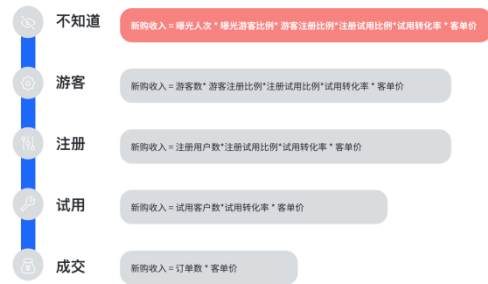 不知道
新购收入 = 曝光人次 * 曝光游客比例* 游客注册比例*注册试用比例*试用转化率 * 客单价
游客
新购收入 = 游客数* 游客注册比例*注册试用比例*试用转化率 * 客单价
注册
新购收入 = 注册用户数*注册试用比例*试用转化率 * 客单价
试用
新购收入 = 试用客户数*试用转化率 * 客单价
成交
新购收入 = 订单数 * 客单价